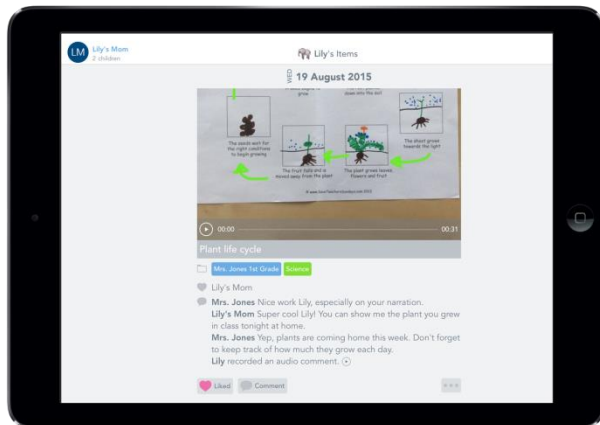 LM
Lily's Mom
2 children
Lily's Items
WED 19 August 2015
grow.
down into the soil
The seeds wait for
the right conditions
to begin growing
The fruit falls and is
moved away from the plant
The plant grows leaves,
flowers and fruit
The shoot grows
towards the light
00:00
00:31
Plant life cycle
Mrs. Jones 1st Grade
Science
Lily's Mom
Mrs. Jones Nice work Lily, especially on your narration.
Lily's Mom Super cool Lily! You can show me the plant you grew
in class tonight at home.
Mrs. Jones Yep, plants are coming home this week. Don't forget
to keep track of how much they grow each day.
Lily recorded an audio comment.
Liked
Comment